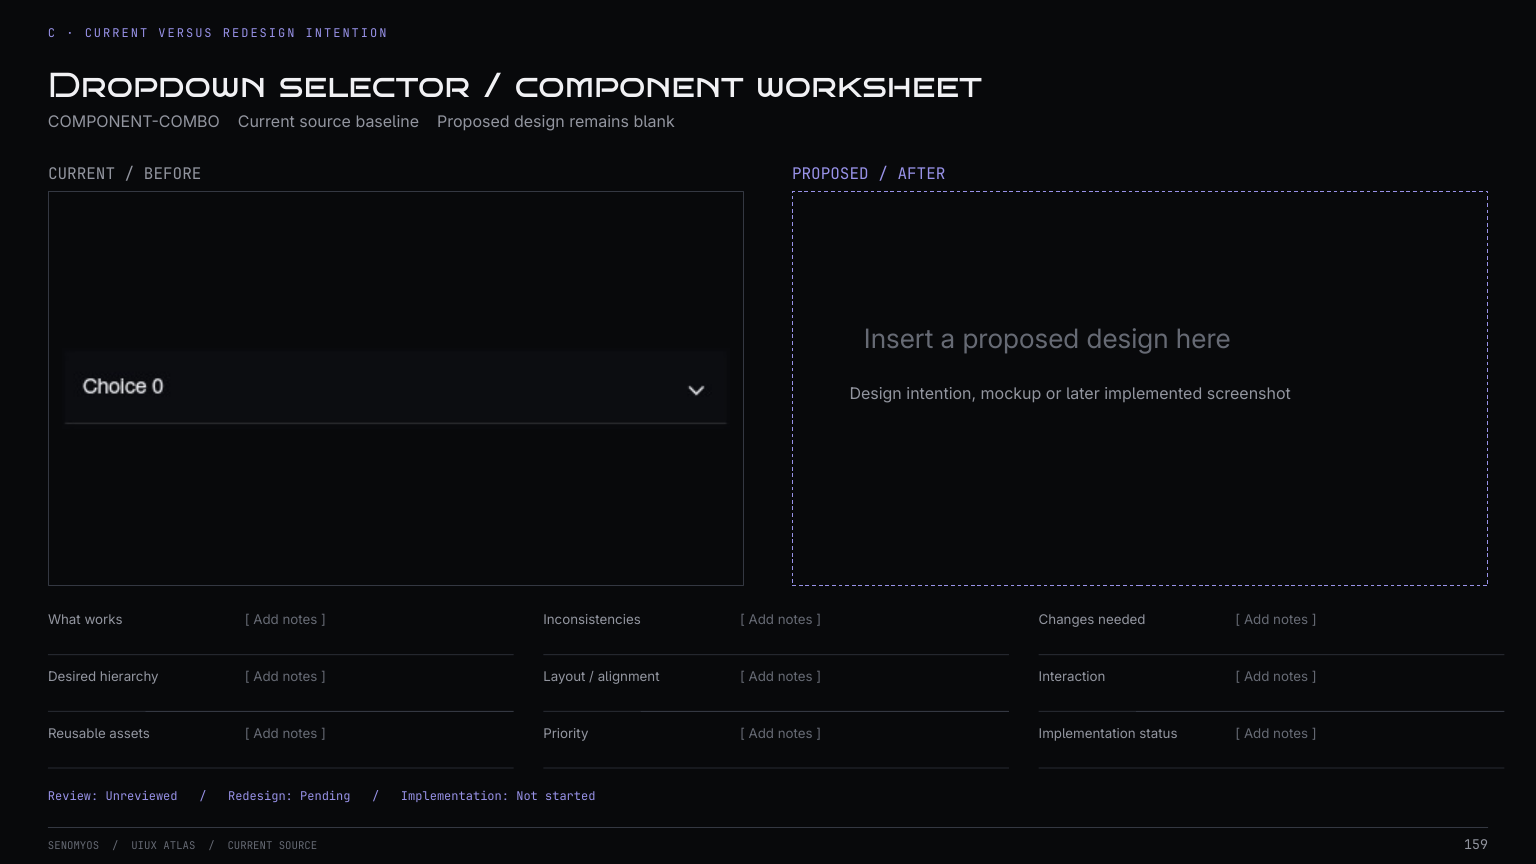 C · CURRENT VERSUS REDESIGN INTENTION
Dropdown selector / component worksheet
COMPONENT-COMBO Current source baseline Proposed design remains blank
CURRENT / BEFORE
PROPOSED / AFTER
Choice 0
Insert a proposed design here
Design intention, mockup or later implemented screenshot
What works [ Add notes ]
Inconsistencies [ Add notes ]
Changes needed [ Add notes ]
Desired hierarchy [ Add notes ]
Layout / alignment [ Add notes ]
Interaction [ Add notes ]
Reusable assets [ Add notes ]
Priority [ Add notes ]
Implementation status [ Add notes ]
Review: Unreviewed / Redesign: Pending / Implementation: Not started
SENOMYOS / UIUX ATLAS / CURRENT SOURCE
159